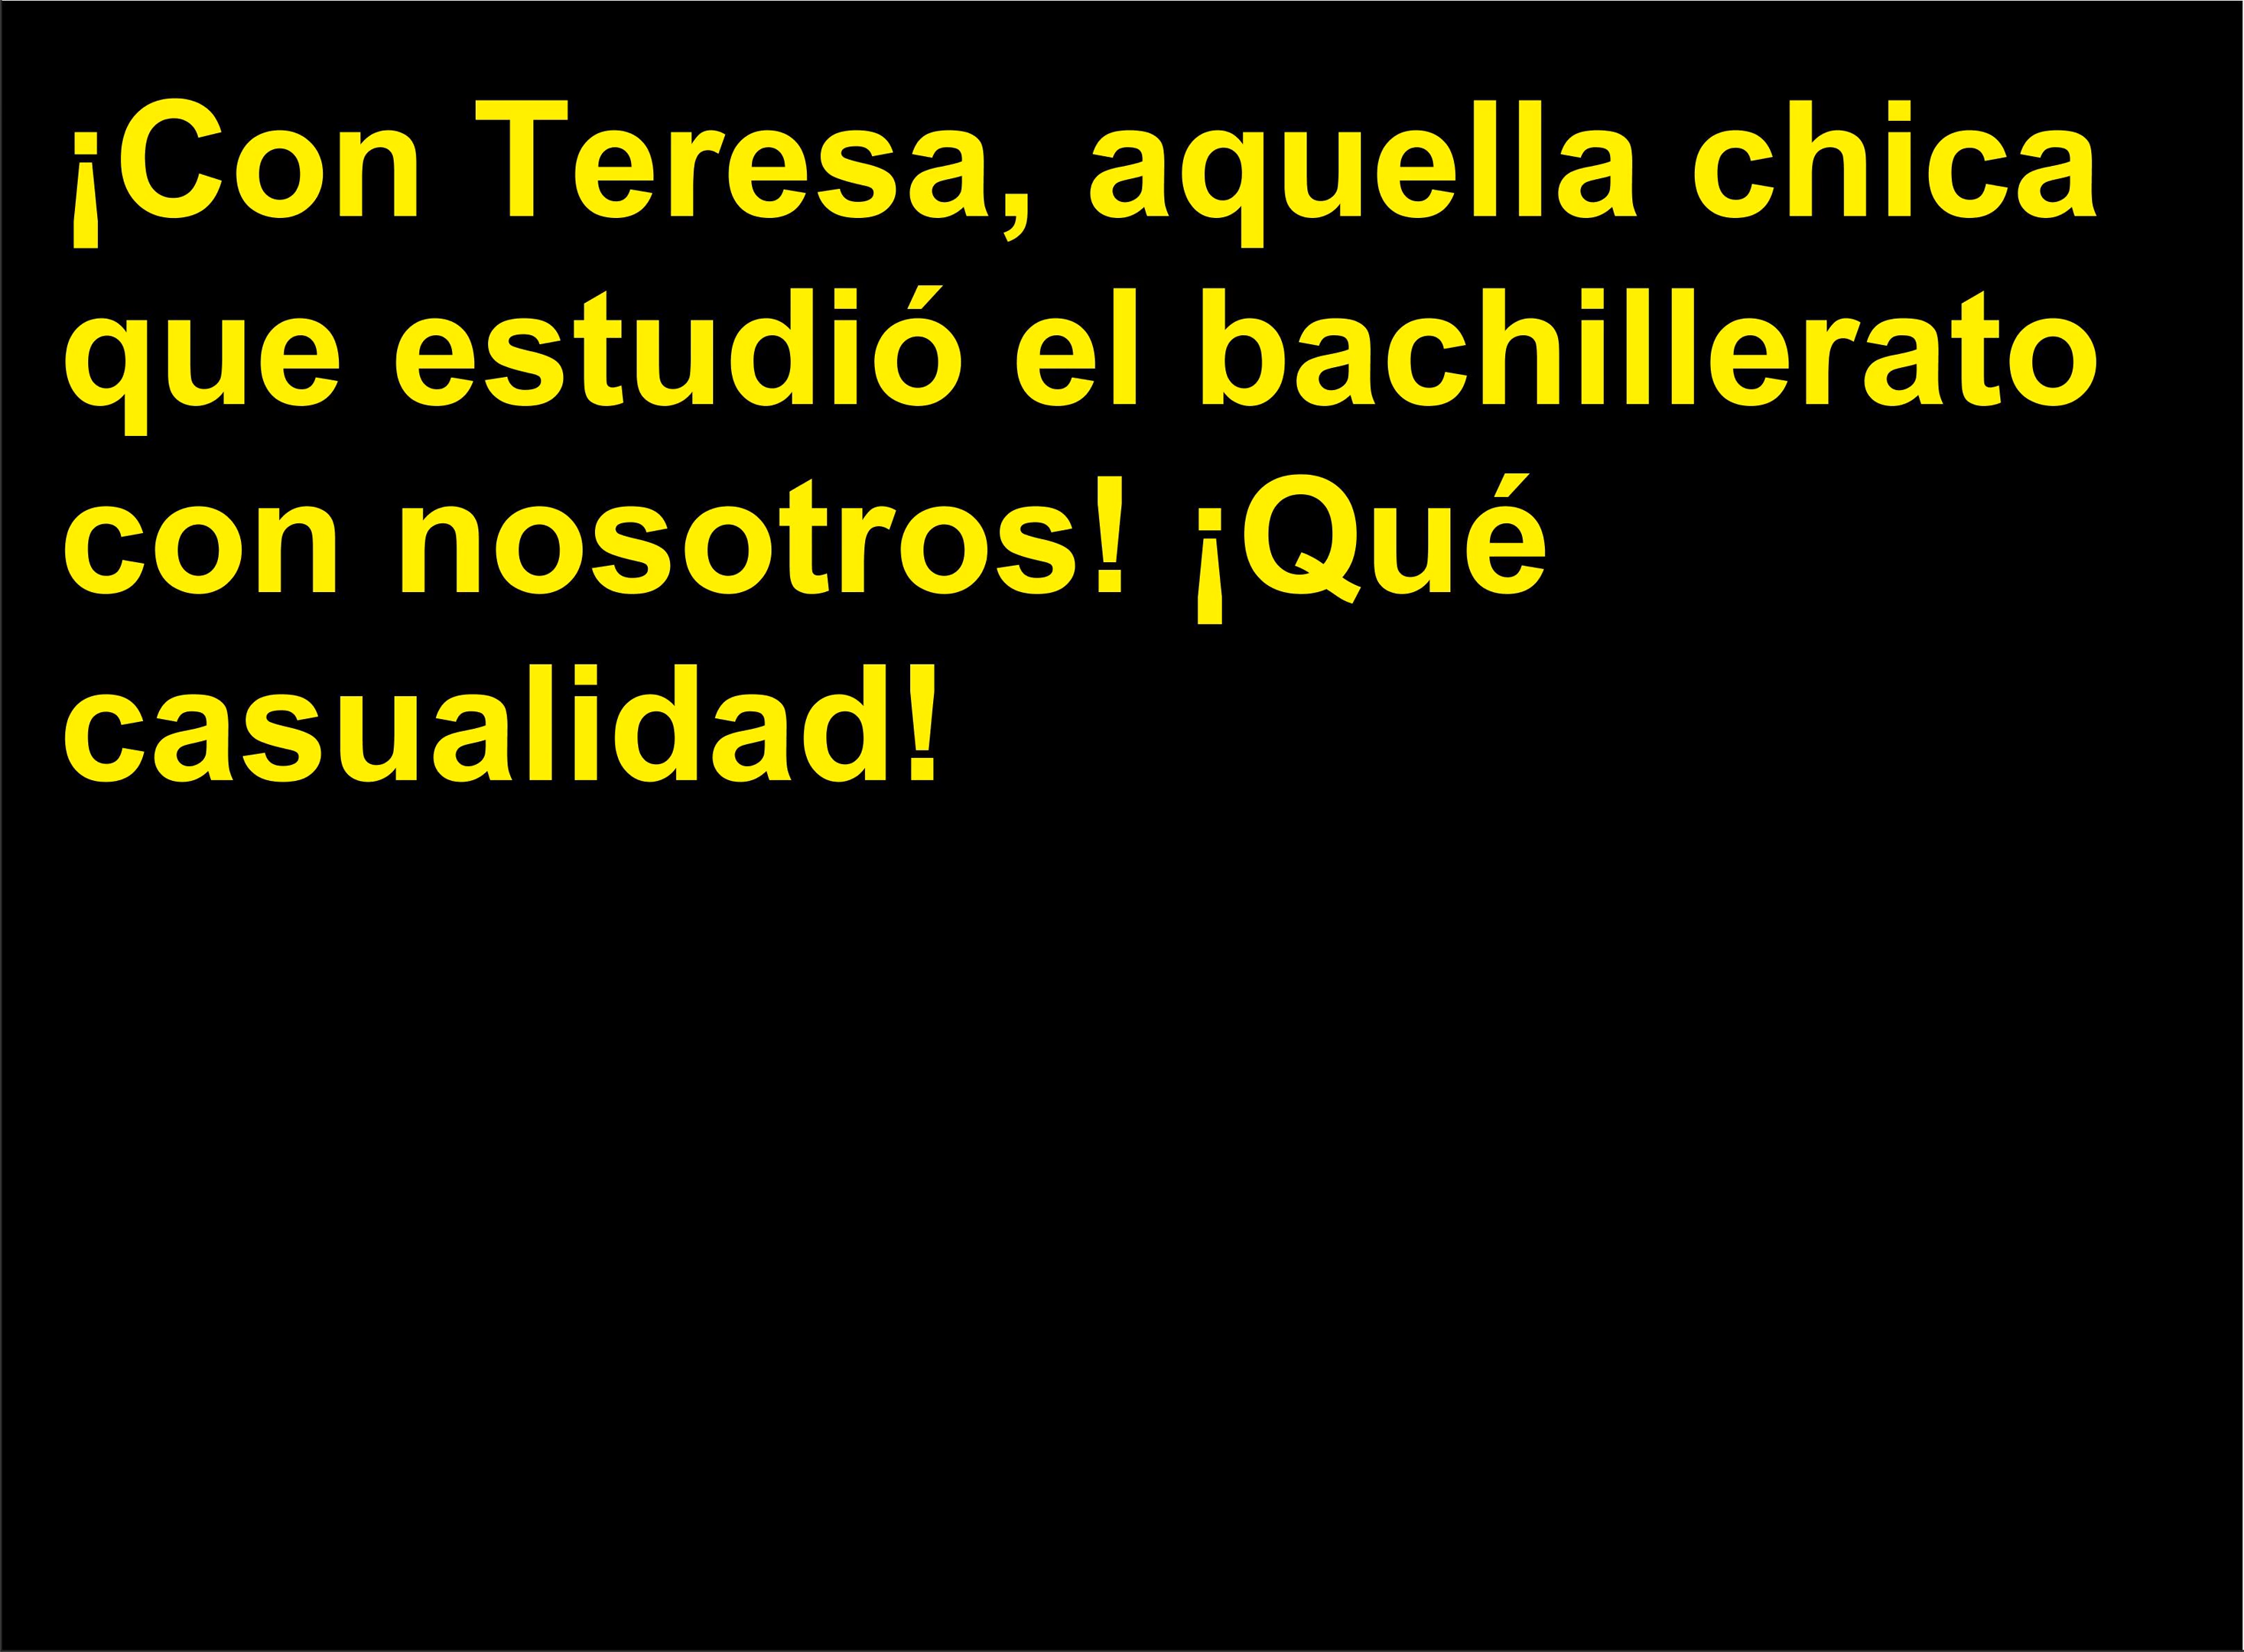 ¡Con Teresa, aquella chica
que estudió el bachillerato
con nosotros! ¡Qué
casualidad!